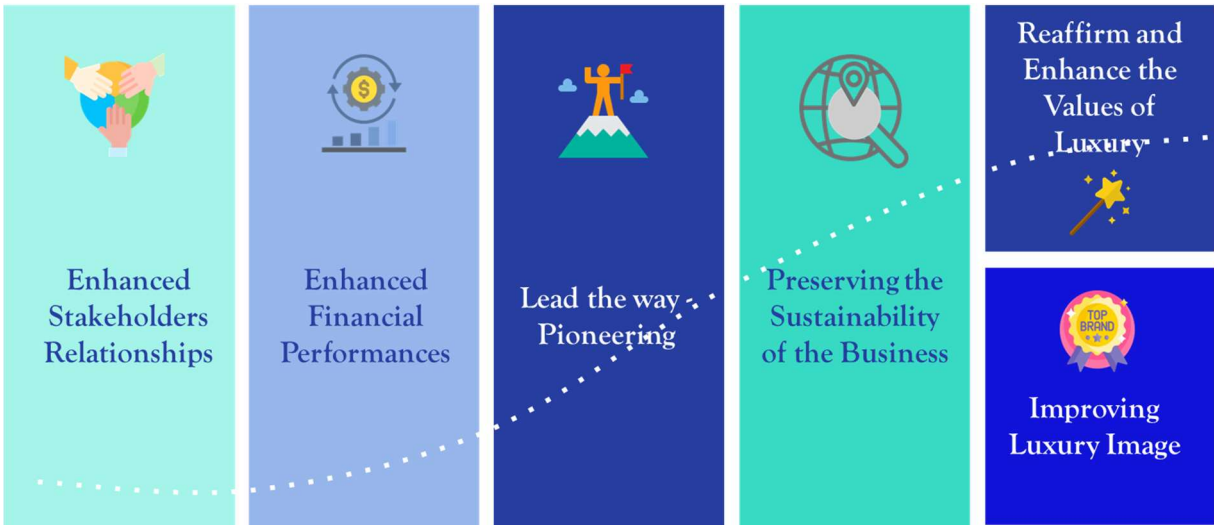 Enhanced
Stakeholders
Relationships
$
Enhanced
Financial
Performances
Lead the way -
Pioneering
Preserving the
Sustainability
of the Business
Reaffirm and
Enhance the
Values of
Luxury
TOP
BRAND
Improving
Luxury Image